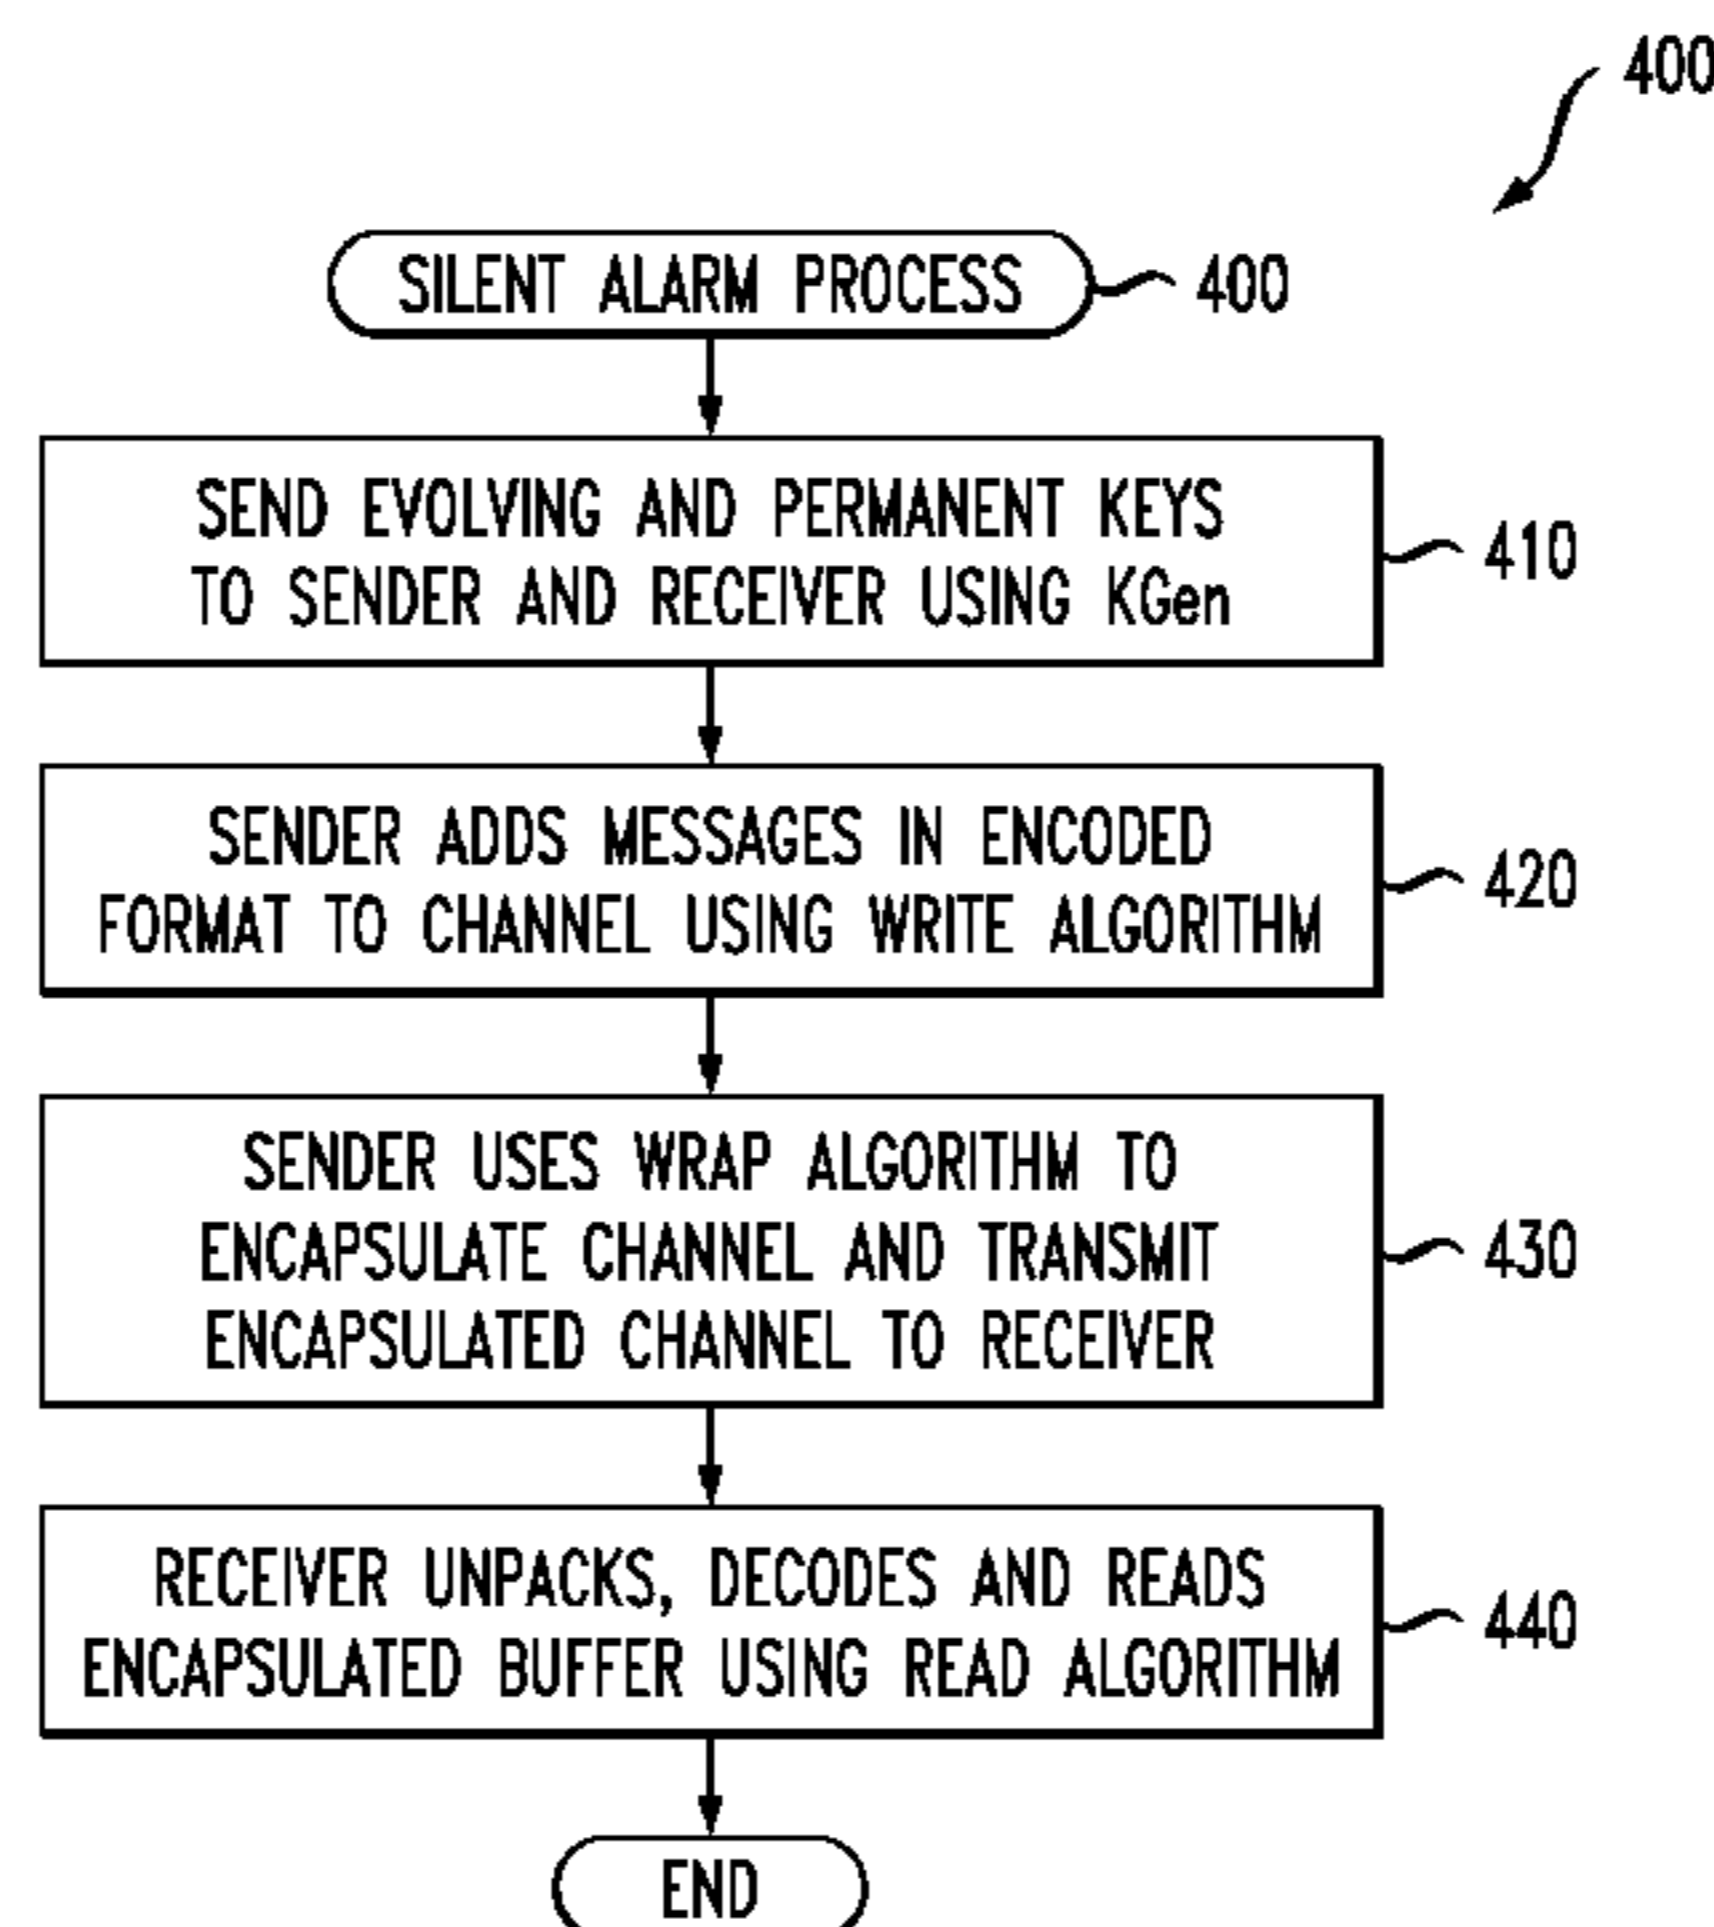 400
SILENT ALARM PROCESS
400
SEND EVOLVING AND PERMANENT KEYS
TO SENDER AND RECEIVER USING KGen
410
SENDER ADDS MESSAGES IN ENCODED
FORMAT TO CHANNEL USING WRITE ALGORITHM
420
SENDER USES WRAP ALGORITHM TO
ENCAPSULATE CHANNEL AND TRANSMIT
ENCAPSULATED CHANNEL TO RECEIVER
430
RECEIVER UNPACKS, DECODES AND READS
ENCAPSULATED BUFFER USING READ ALGORITHM
440
END